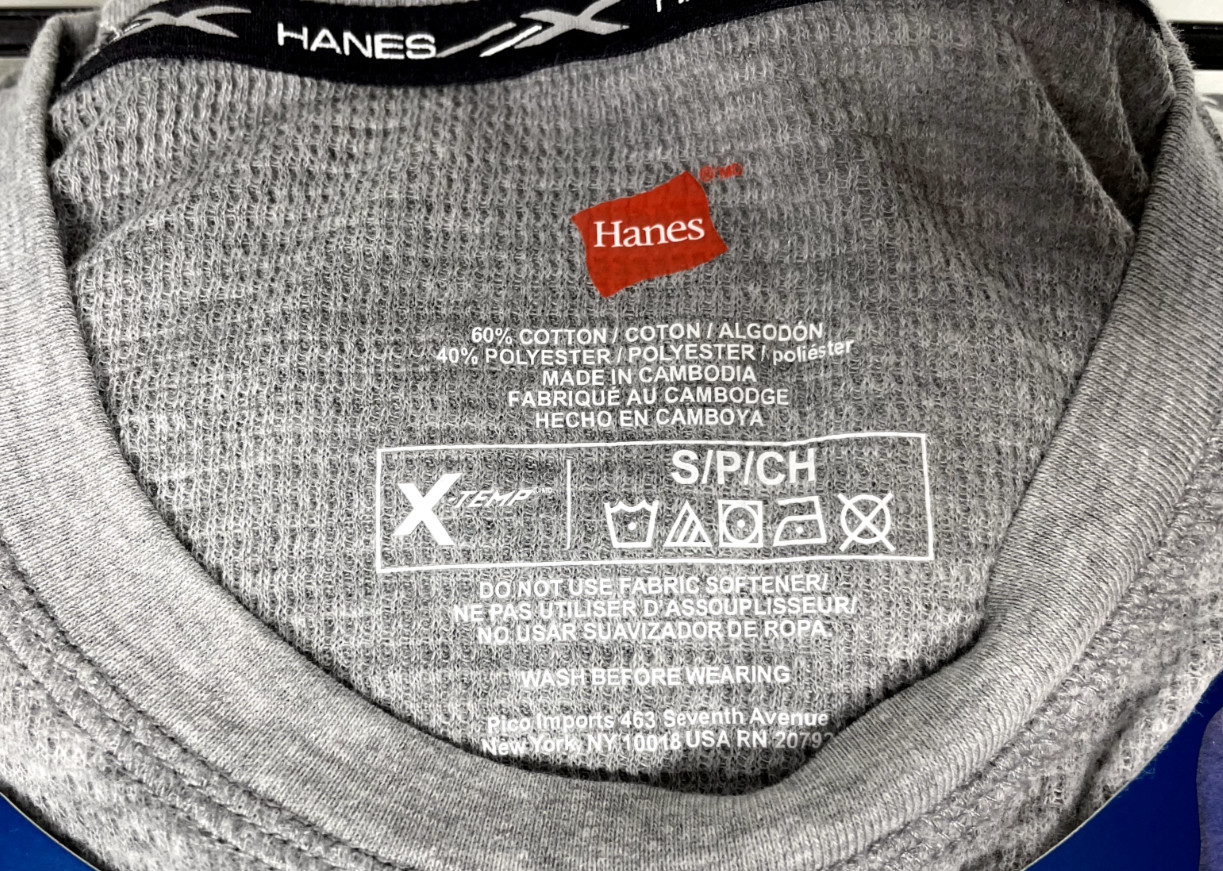 HANES X
Hanes
60% COTTON / COTON / ALGODÓN
40% POLYESTER / POLYESTER / poliéster
MADE IN CAMBODIA
FABRIQUÉ AU CAMBODGE
HECHO EN CAMBOYA
S/P/CH
X-TEMP
DO NOT USE FABRIC SOFTENER/
NE PAS UTILISER D'ASSOUPLISSEUR/
NO USAR SUAVIZADOR DE ROPA
WASH BEFORE WEARING
Pico Imports 463 Seventh Avenue
New York, NY 10018 USA RN